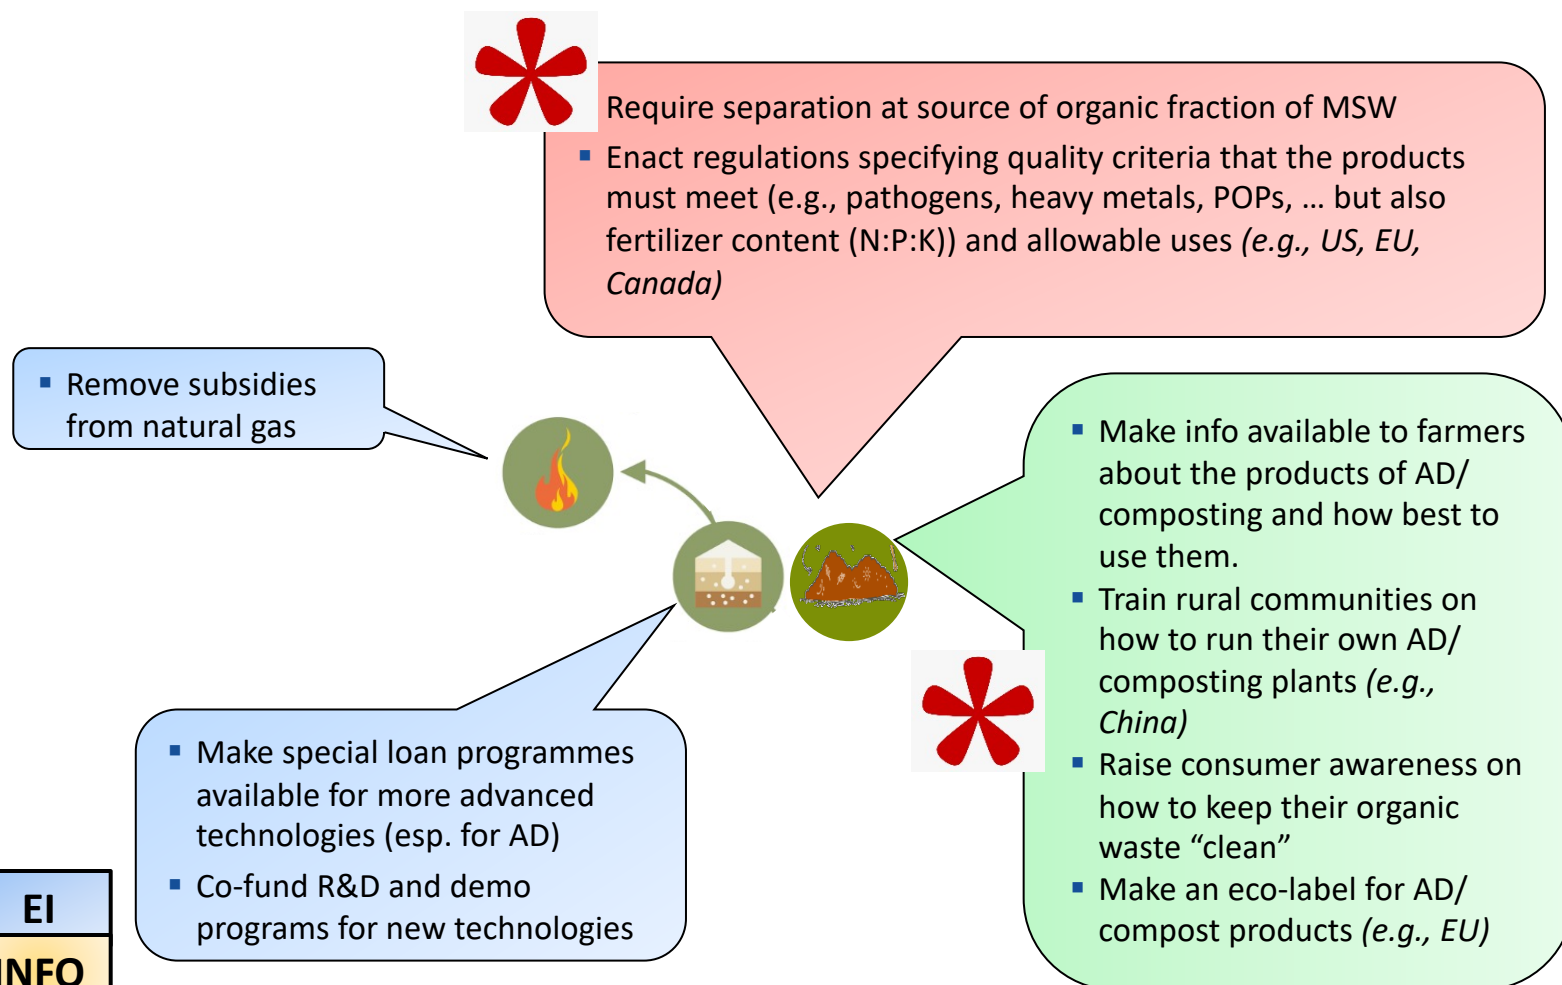 Require separation at source of organic fraction of MSW
▪ Enact regulations specifying quality criteria that the products
must meet (e.g., pathogens, heavy metals, POPs, … but also
fertilizer content (N:P:K)) and allowable uses (e.g., US, EU,
Canada)
▪ Remove subsidies
from natural gas
▪ Make info available to farmers
about the products of AD/
composting and how best to
use them.
▪ Train rural communities on
how to run their own AD/
composting plants (e.g.,
China)
▪ Raise consumer awareness on
how to keep their organic
waste “clean”
▪ Make an eco-label for AD/
compost products (e.g., EU)
▪ Make special loan programmes
available for more advanced
technologies (esp. for AD)
▪ Co-fund R&D and demo
programs for new technologies
EI
INFO